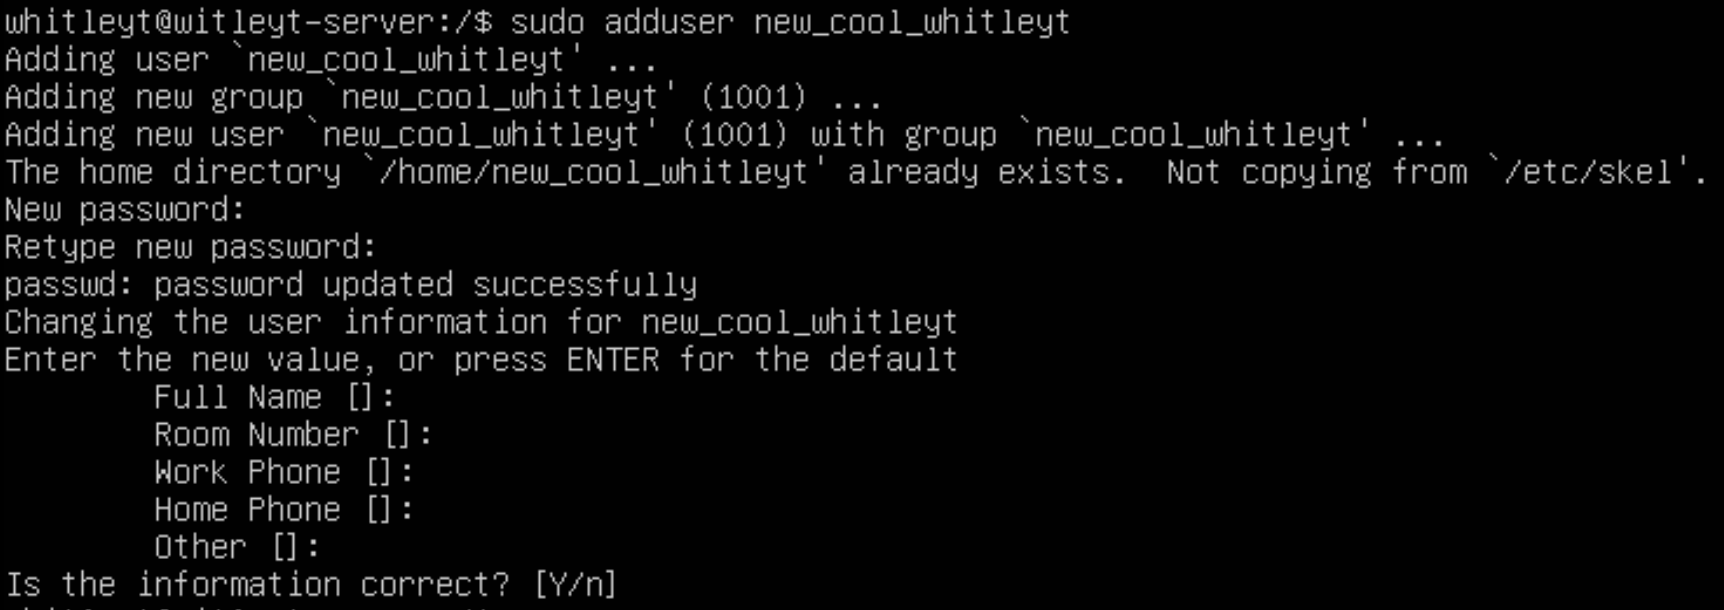 whitleyt@witleyt-server:/$ sudo adduser new_cool_whitleyt
Adding user `new_cool_whitleyt' ...
Adding new group `new_cool_whitleyt' (1001) ...
Adding new user `new_cool_whitleyt' (1001) with group `new_cool_whitleyt' ...
The home directory `/home/new_cool_whitleyt' already exists.  Not copying from `/etc/skel'.
New password:
Retype new password:
passwd: password updated successfully
Changing the user information for new_cool_whitleyt
Enter the new value, or press ENTER for the default
        Full Name []:
        Room Number []:
        Work Phone []:
        Home Phone []:
        Other []:
Is the information correct? [Y/n]